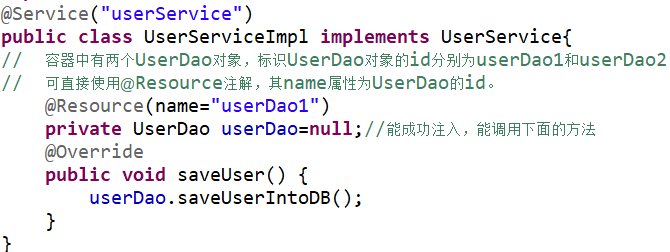 @Service("userService")
public class UserServiceImpl implements UserService{
//  容器中有两个UserDao对象，标识UserDao对象的id分别为userDao1和userDao2
//  可直接使用@Resource注解，其name属性为UserDao的id。
    @Resource(name="userDao1")
    private UserDao userDao=null;//能成功注入，能调用下面的方法
    @Override
    public void saveUser() {
        userDao.saveUserIntoDB();
    }
}